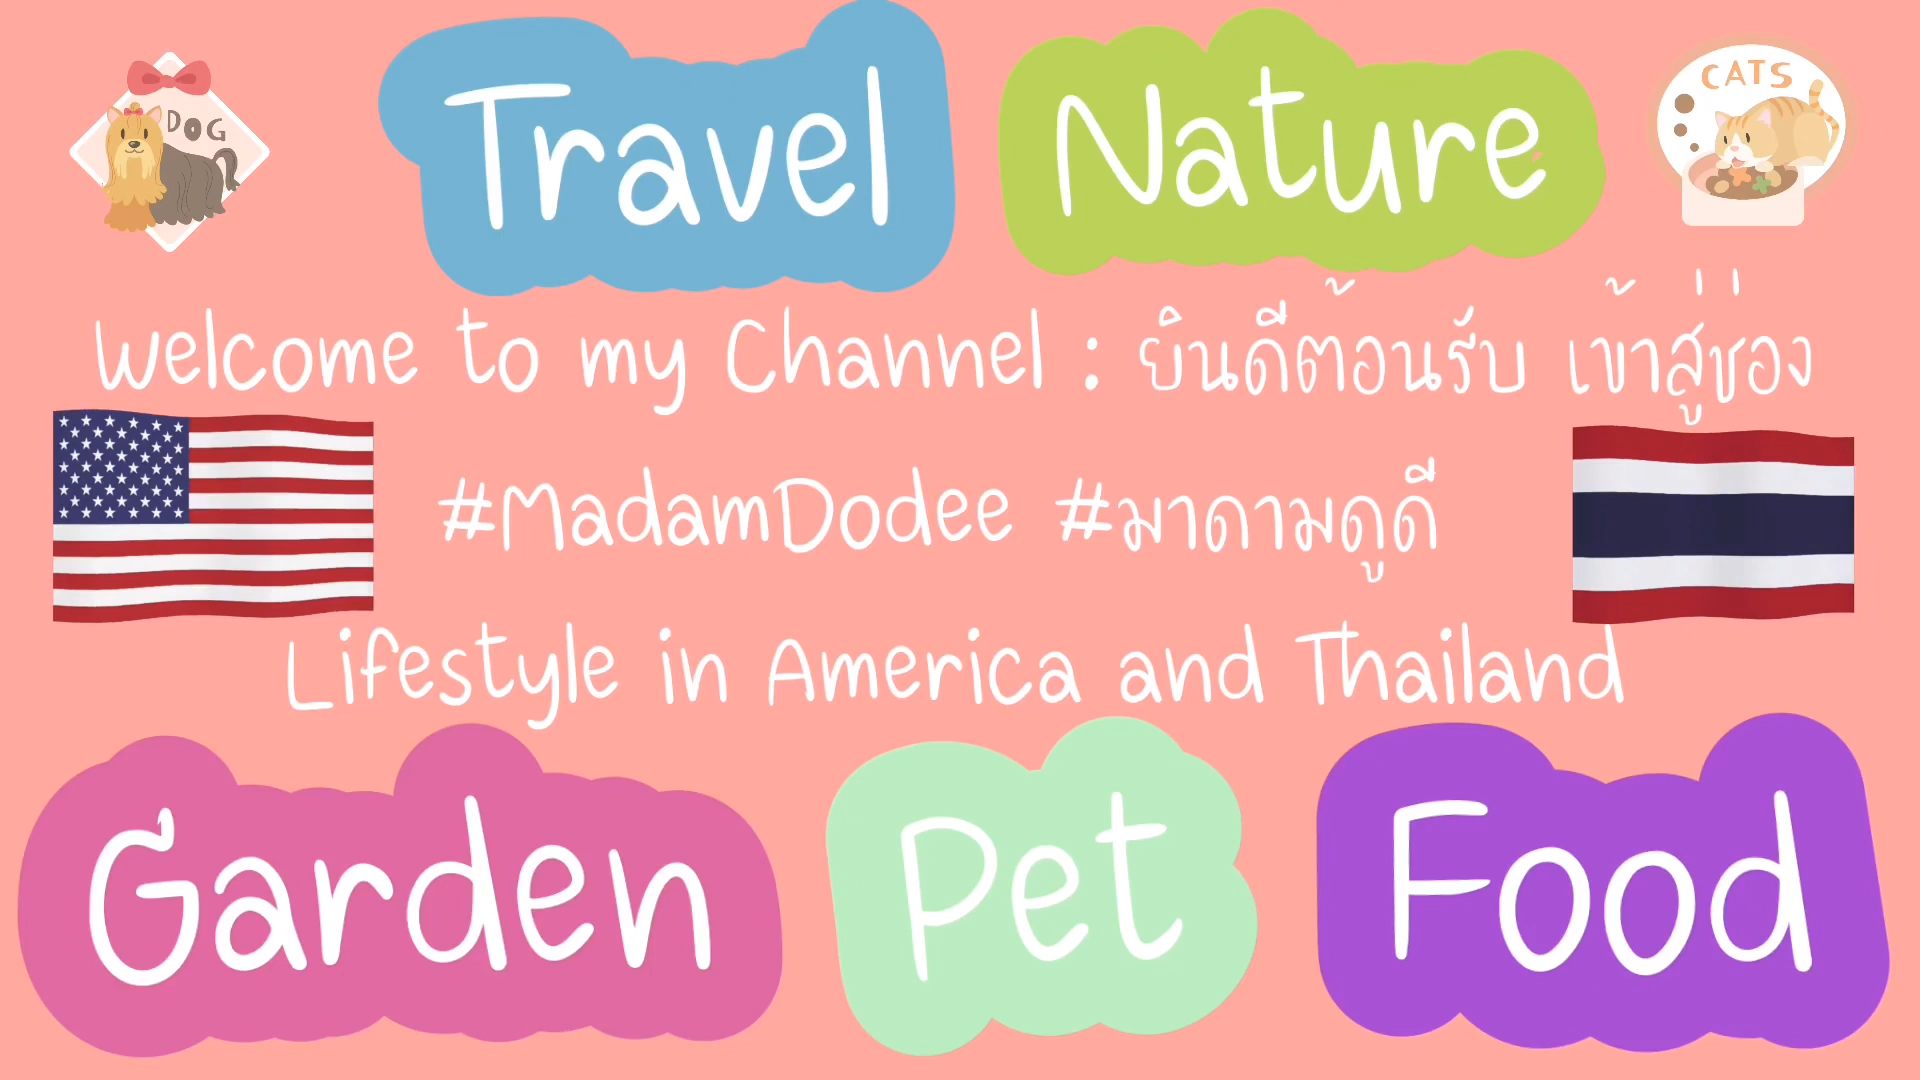 DOG
Travel Nature
CATS
Welcome to my Channel : ยินดีต้อนรับ เข้าสู่ช่อง
#MadamDodee #มาดามดูดี
Lifestyle in America and Thailand
Garden Pet Food